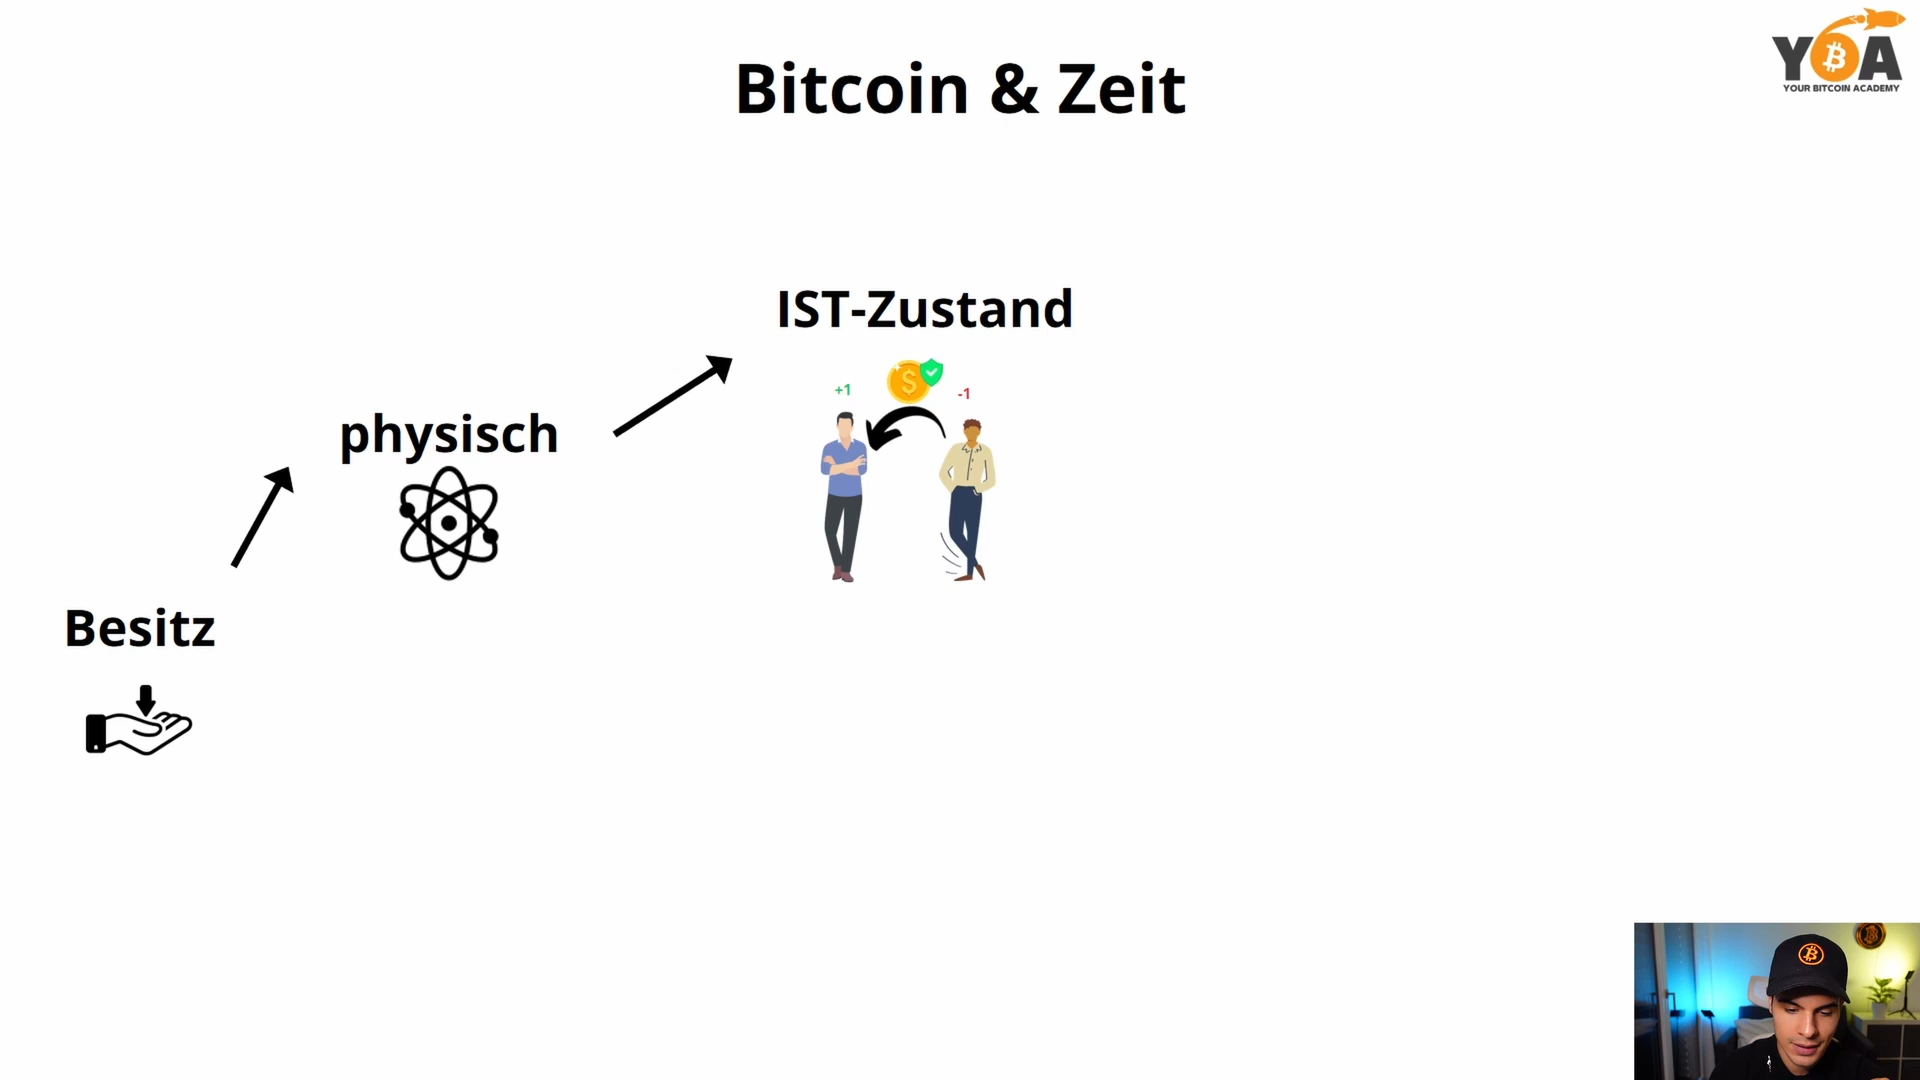 Bitcoin & Zeit
YBA
YOUR BITCOIN ACADEMY
IST-Zustand
+1
$
-1
physisch
Besitz